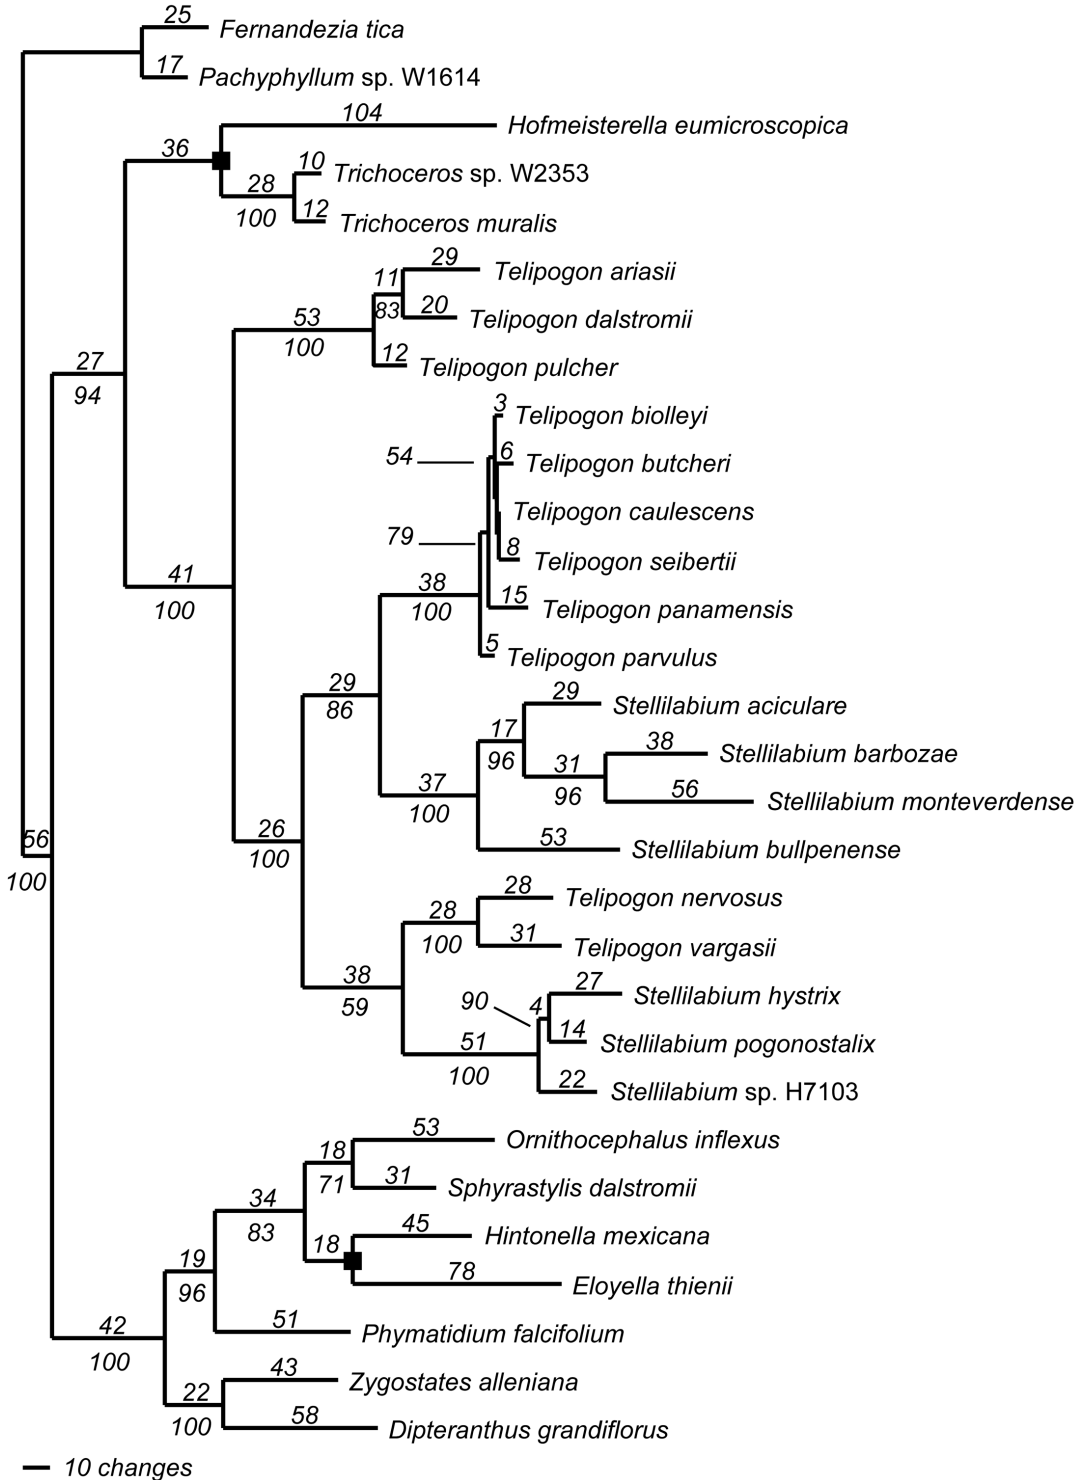 25
Fernandezia tica
17
Pachyphyllum sp. W1614
104
Hofmeisterella eumicroscopica
36
10
Trichoceros sp. W2353
28
100
12
Trichoceros muralis
29
Telipogon ariasii
11
83
20
Telipogon dalstromii
53
100
12
Telipogon pulcher
27
94
3
Telipogon biolleyi
54
6
Telipogon butcheri
Telipogon caulescens
79
8
Telipogon seibertii
41
100
38
100
15
Telipogon panamensis
5
Telipogon parvulus
29
86
29
Stellilabium aciculare
17
96
38
Stellilabium barbozae
31
96
56
Stellilabium monteverdense
37
100
53
Stellilabium bullpenense
26
100
56
100
28
Telipogon nervosus
28
100
31
Telipogon vargasii
38
59
27
Stellilabium hystrix
90
4
14
Stellilabium pogonostalix
51
100
22
Stellilabium sp. H7103
53
Ornithocephalus inflexus
18
71
31
Sphyrastylis dalstromii
34
83
45
Hintonella mexicana
18
78
Eloyella thienii
19
96
51
Phymatidium falcifolium
42
100
43
Zygostates alleniana
22
100
58
Dipteranthus grandiflorus
10 changes